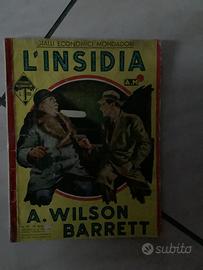 GIALLI ECONOMICI MONDADORI
L'INSIDIA
A.M
A. WILSON
BARRETT
subito